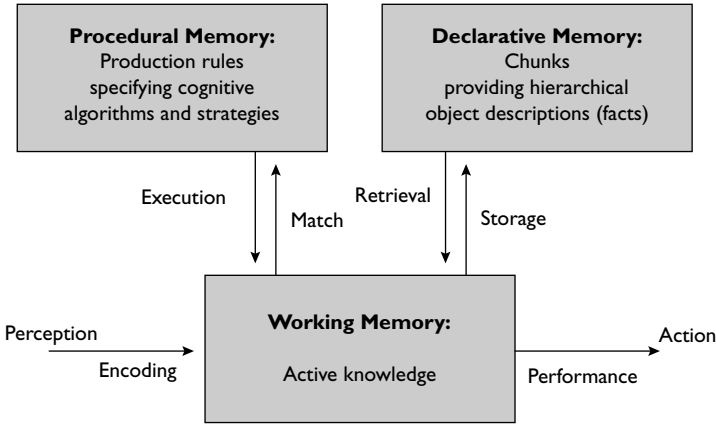 Procedural Memory:
Production rules
specifying cognitive
algorithms and strategies
Declarative Memory:
Chunks
providing hierarchical
object descriptions (facts)
Execution
Match
Retrieval
Storage
Perception
Encoding
Working Memory:
Active knowledge
Action
Performance